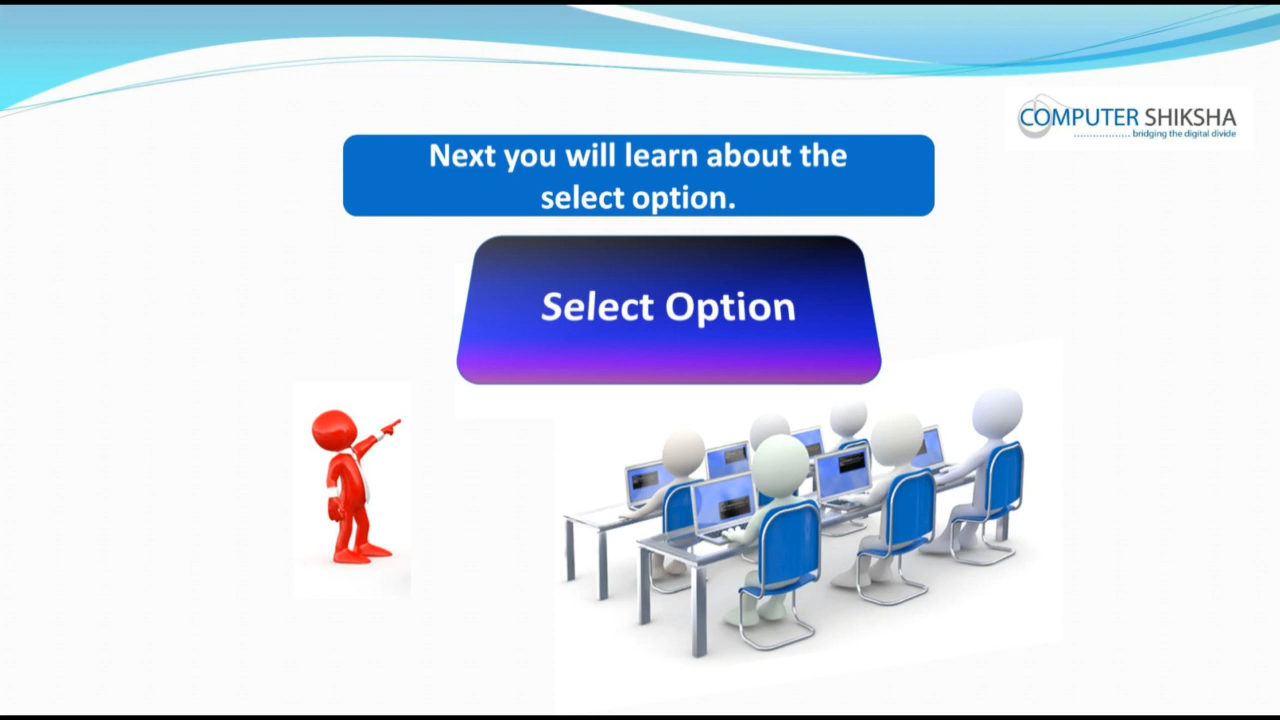 COMPUTER SHIKSHA
bridging the digital divide
Next you will learn about the
select option.
Select Option